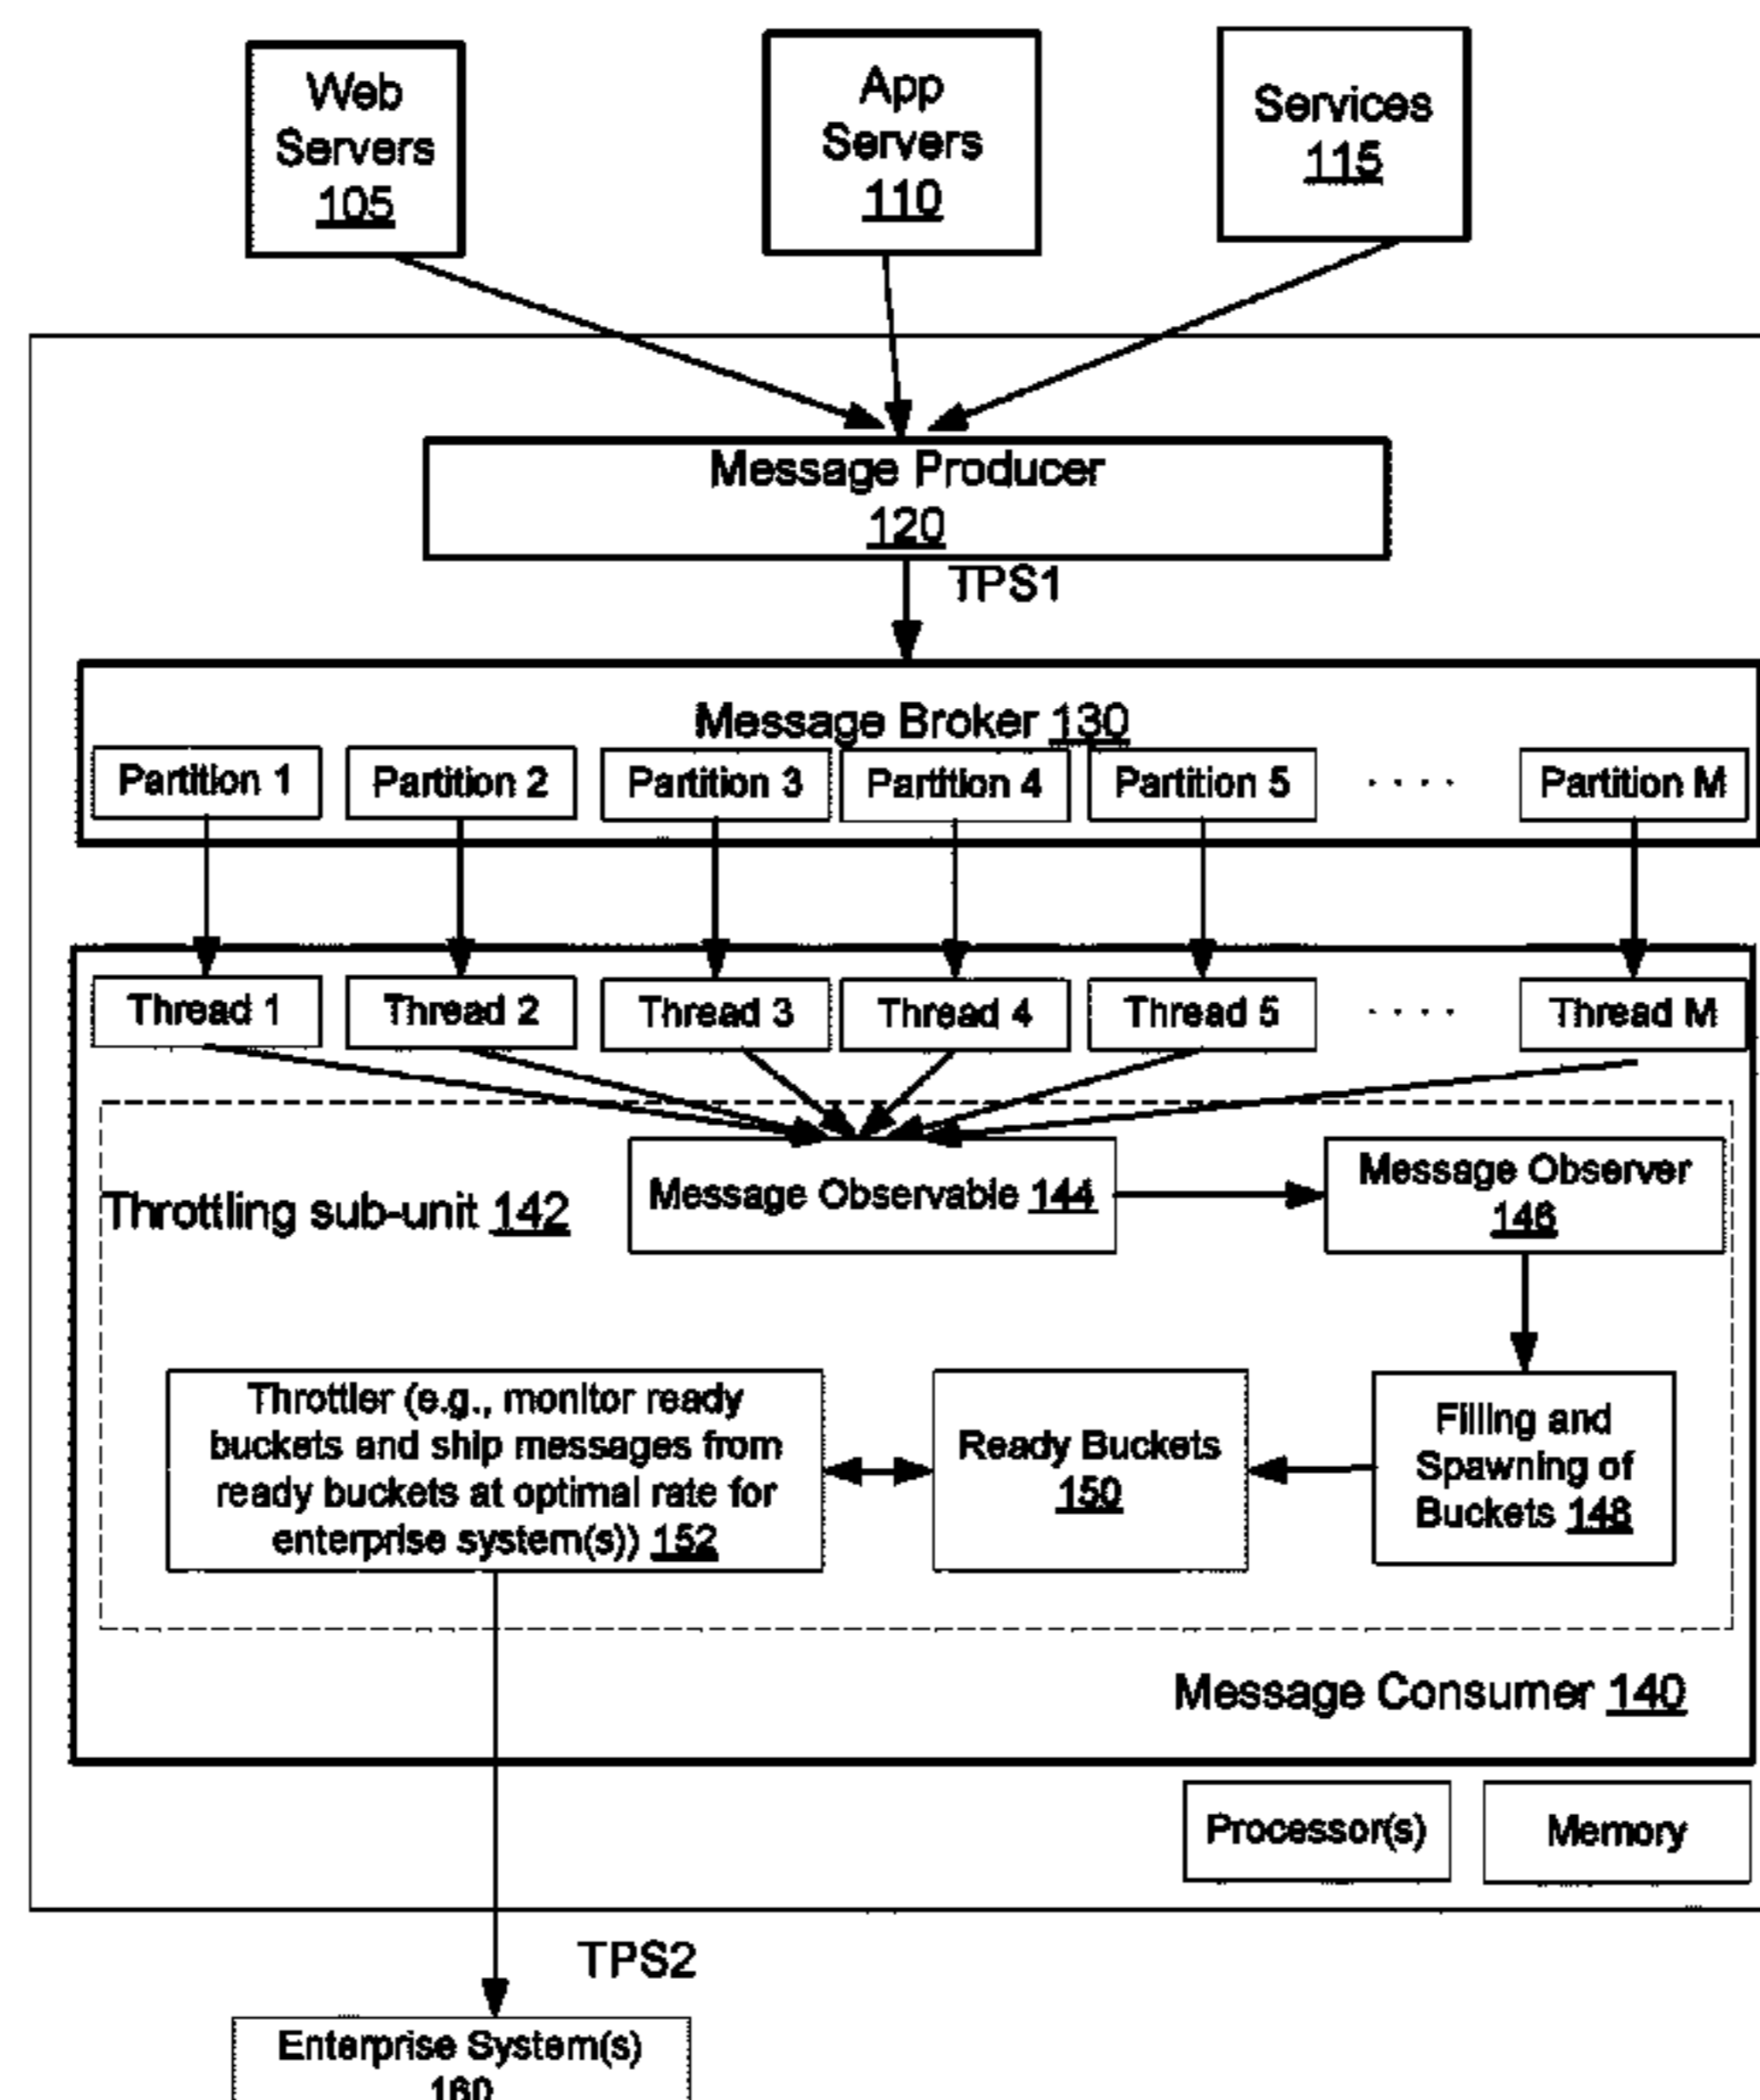 Web
Servers
105
App
Servers
110
Services
115
Message Producer
120
TPS1
Message Broker 130
Partition 1
Partition 2
Partition 3
Partition 4
Partition 5
. . . .
Partition M
Thread 1
Thread 2
Thread 3
Thread 4
Thread 5
. . . .
Thread M
Throttling sub-unit 142
Message Observable 144
Message Observer
146
Throttler (e.g., monitor ready
buckets and ship messages from
ready buckets at optimal rate for
enterprise system(s)) 152
Ready Buckets
150
Filling and
Spawning of
Buckets 148
Message Consumer 140
Processor(s)
Memory
TPS2
Enterprise System(s)
160